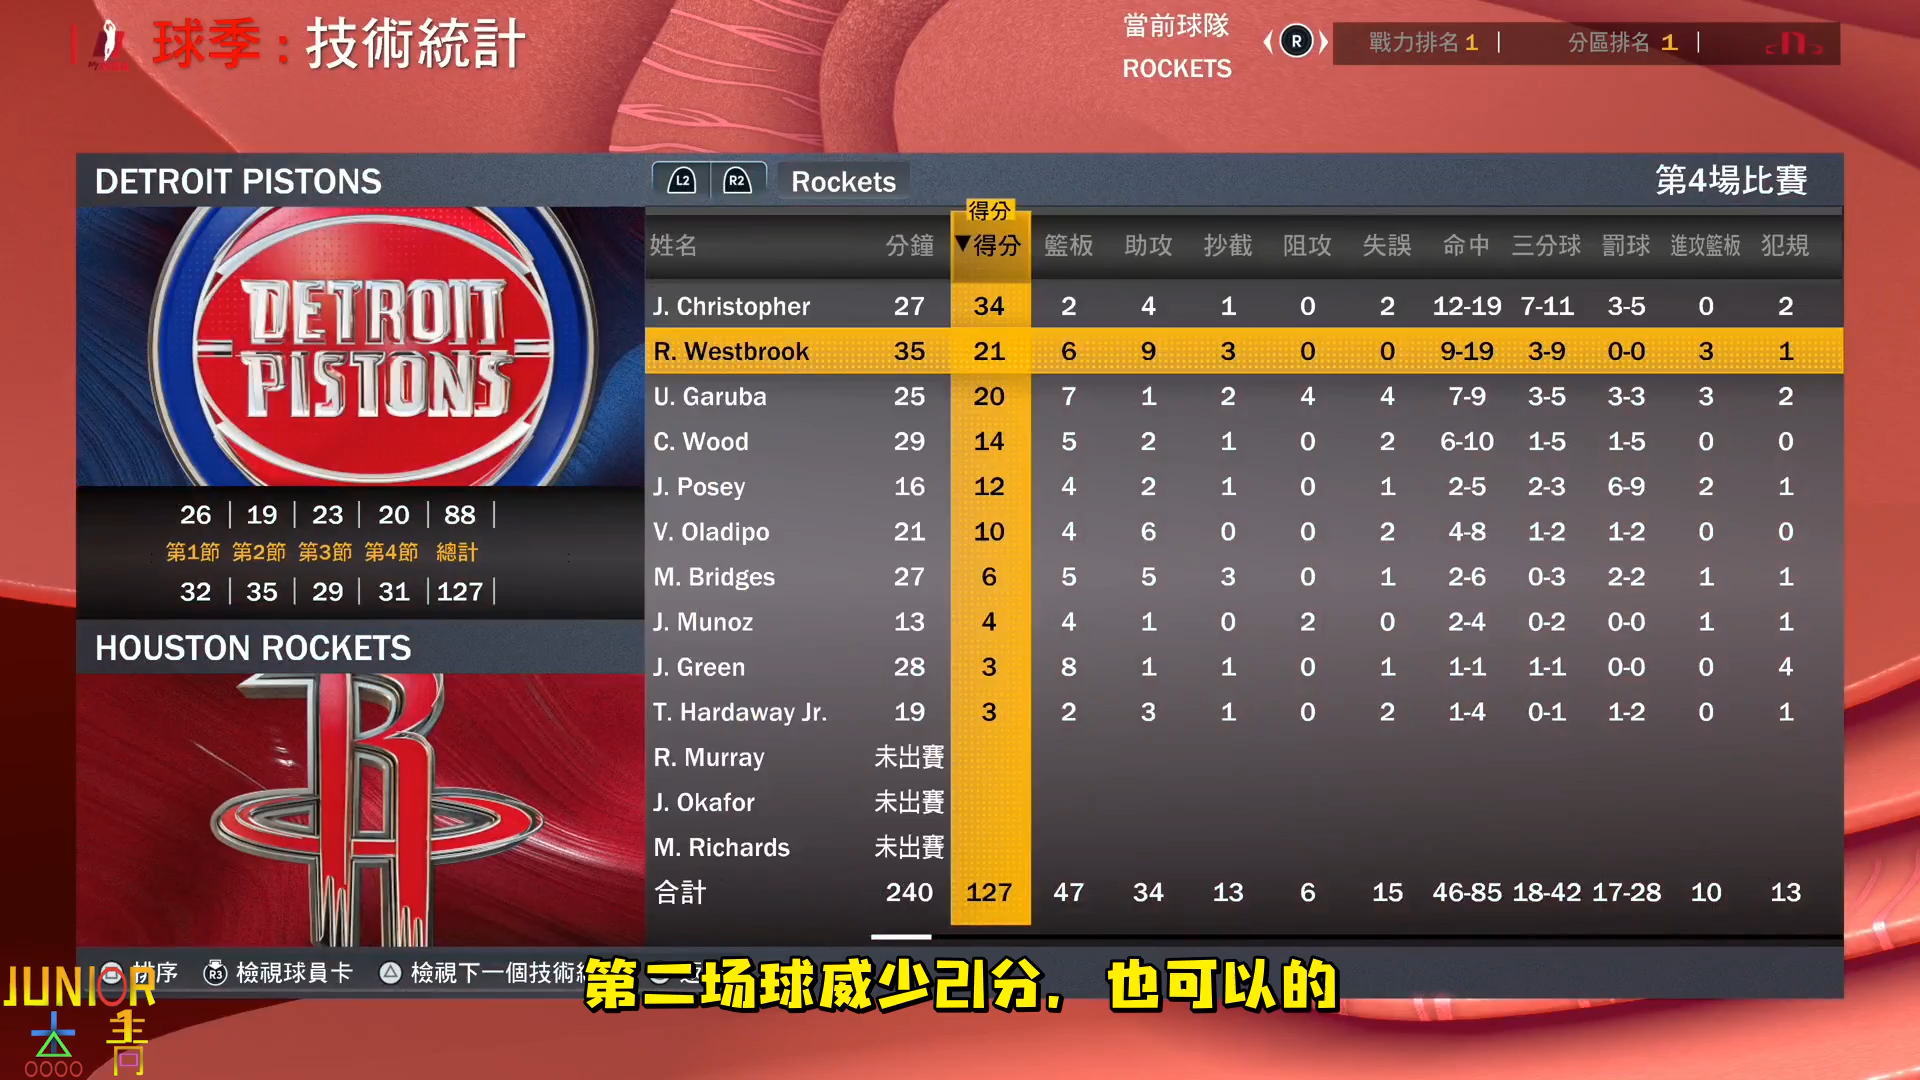 球季 : 技術統計
當前球隊
ROCKETS
R
戰力排名 1 | 分區排名 1 |
DETROIT PISTONS
L2 R2 Rockets
第4場比賽
DETROIT
PISTONS
得分
姓名 分鐘 ▼得分 籃板 助攻 抄截 阻攻 失誤 命中 三分球 罰球 進攻籃板 犯規
J. Christopher 27 34 2 4 1 0 2 12-19 7-11 3-5 0 2
R. Westbrook 35 21 6 9 3 0 0 9-19 3-9 0-0 3 1
U. Garuba 25 20 7 1 2 4 4 7-9 3-5 3-3 3 2
C. Wood 29 14 5 2 1 0 2 6-10 1-5 1-5 0 0
J. Posey 16 12 4 2 1 0 1 2-5 2-3 6-9 2 1
V. Oladipo 21 10 4 6 0 0 2 4-8 1-2 1-2 0 0
M. Bridges 27 6 5 5 3 0 1 2-6 0-3 2-2 1 1
J. Munoz 13 4 4 1 0 2 0 2-4 0-2 0-0 1 1
J. Green 28 3 8 1 1 0 1 1-1 1-1 0-0 0 4
T. Hardaway Jr. 19 3 2 3 1 0 2 1-4 0-1 1-2 0 1
R. Murray 未出賽
J. Okafor 未出賽
M. Richards 未出賽
合計 240 127 47 34 13 6 15 46-85 18-42 17-28 10 13
26 | 19 | 23 | 20 | 88 |
第1節 第2節 第3節 第4節 總計
32 | 35 | 29 | 31 | 127 |
HOUSTON ROCKETS
R
排序 R3 檢視球員卡 檢視下一個技術
第二场球威少21分，也可以的
JUNIOR